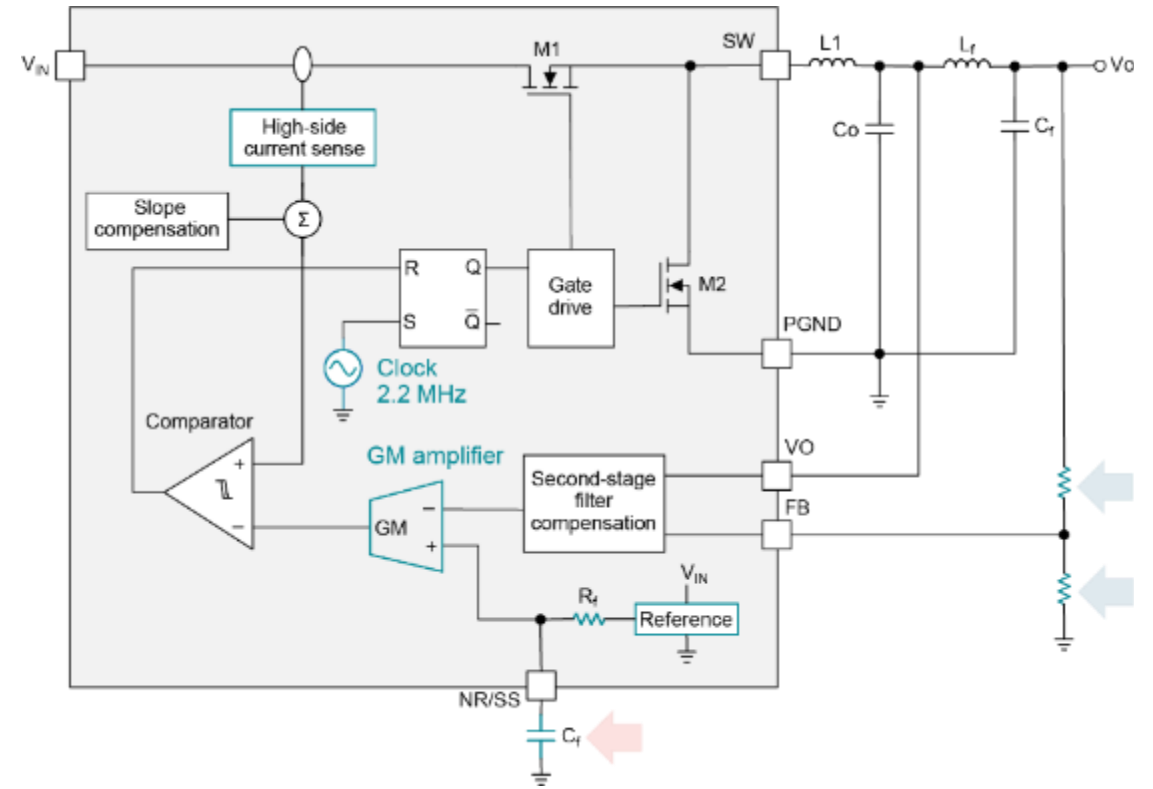 M1
SW
L1
Lf
VIN
Vo
High-side
current sense
Co
Cf
Slope
compensation
Σ
R
Q
Gate
drive
M2
S
Q̅
PGND
Clock
2.2 MHz
Comparator
+
−
GM amplifier
GM
−
+
Second-stage
filter
compensation
VO
FB
VIN
Rf
Reference
NR/SS
Cf